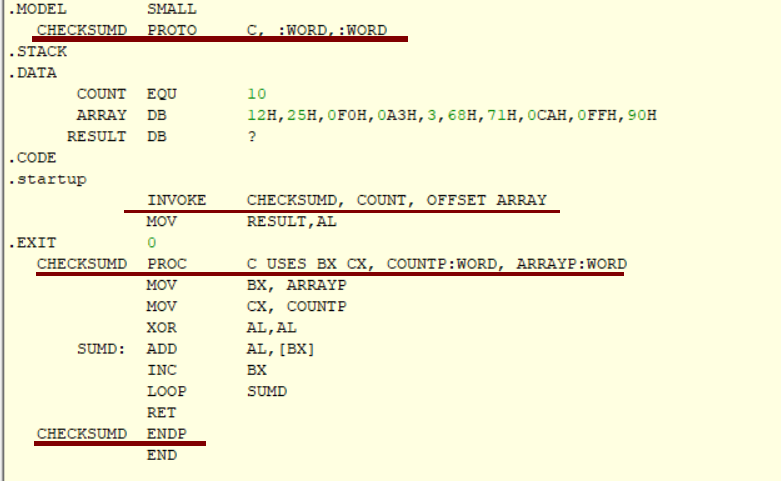 .MODEL SMALL
CHECKSUMD PROTO C, :WORD,:WORD
.STACK
.DATA
COUNT EQU 10
ARRAY DB 12H,25H,0F0H,0A3H,3,68H,71H,0CAH,0FFH,90H
RESULT DB ?
.CODE
.startup
INVOKE CHECKSUMD, COUNT, OFFSET ARRAY
MOV RESULT,AL
.EXIT 0
CHECKSUMD PROC C USES BX CX, COUNTP:WORD, ARRAYP:WORD
MOV BX, ARRAYP
MOV CX, COUNTP
XOR AL,AL
SUMD: ADD AL,[BX]
INC BX
LOOP SUMD
RET
CHECKSUMD ENDP
END